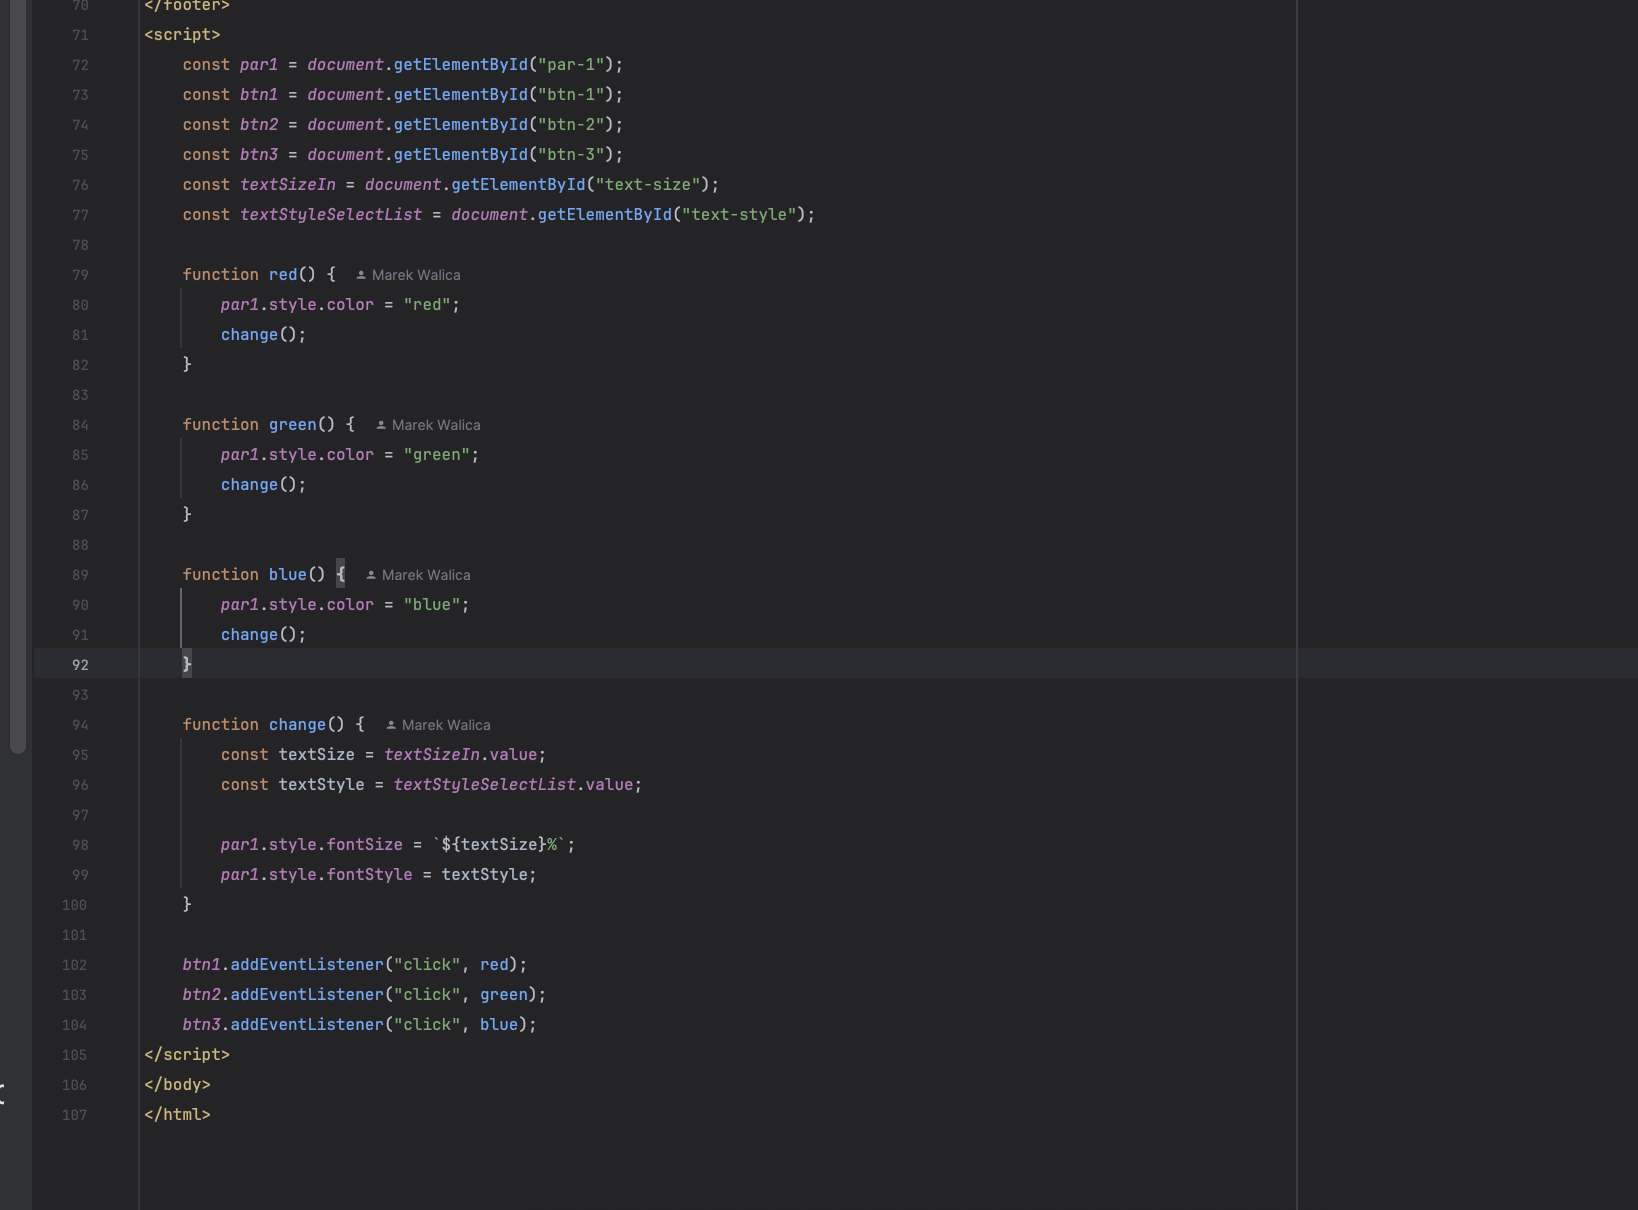 70 </footer>
71 <script>
72 const par1 = document.getElementById("par-1");
73 const btn1 = document.getElementById("btn-1");
74 const btn2 = document.getElementById("btn-2");
75 const btn3 = document.getElementById("btn-3");
76 const textSizeIn = document.getElementById("text-size");
77 const textStyleSelectList = document.getElementById("text-style");
78
79 function red() { Marek Walica
80 par1.style.color = "red";
81 change();
82 }
83
84 function green() { Marek Walica
85 par1.style.color = "green";
86 change();
87 }
88
89 function blue() { Marek Walica
90 par1.style.color = "blue";
91 change();
92 }
93
94 function change() { Marek Walica
95 const textSize = textSizeIn.value;
96 const textStyle = textStyleSelectList.value;
97
98 par1.style.fontSize = `${textSize}%`;
99 par1.style.fontStyle = textStyle;
100 }
101
102 btn1.addEventListener("click", red);
103 btn2.addEventListener("click", green);
104 btn3.addEventListener("click", blue);
105 </script>
106 </body>
107 </html>